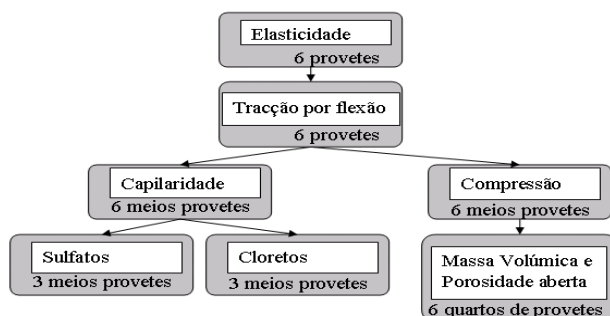 Elasticidade
6 provetes
Tracção por flexão
6 provetes
Capilaridade
6 meios provetes
Compressão
6 meios provetes
Sulfatos
3 meios provetes
Cloretos
3 meios provetes
Massa Volúmica e
Porosidade aberta
6 quartos de provetes